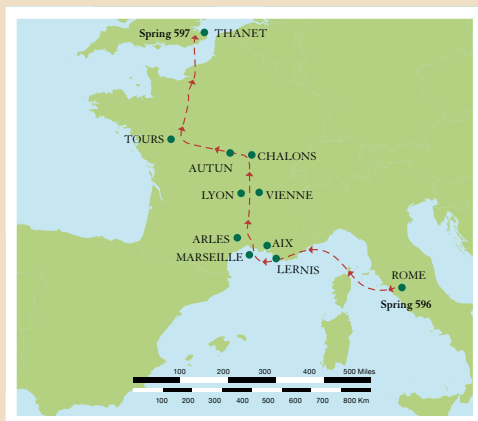 Spring 597 THANET
TOURS
AUTUN
CHALONS
LYON
VIENNE
ARLES
AIX
MARSEILLE
LERNIS
ROME
Spring 596
100 200 300 400 500 Miles
100 200 300 400 500 600 700 800 Km